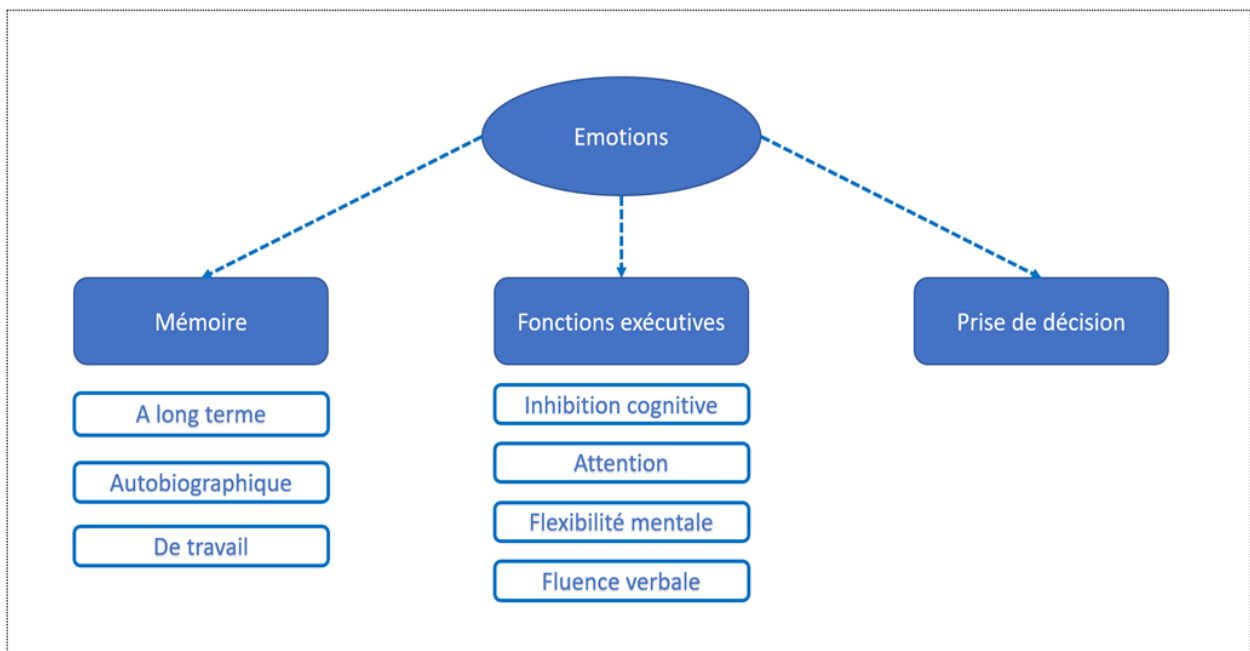 Emotions
Mémoire
Fonctions exécutives
Prise de décision
A long terme
Autobiographique
De travail
Inhibition cognitive
Attention
Flexibilité mentale
Fluence verbale